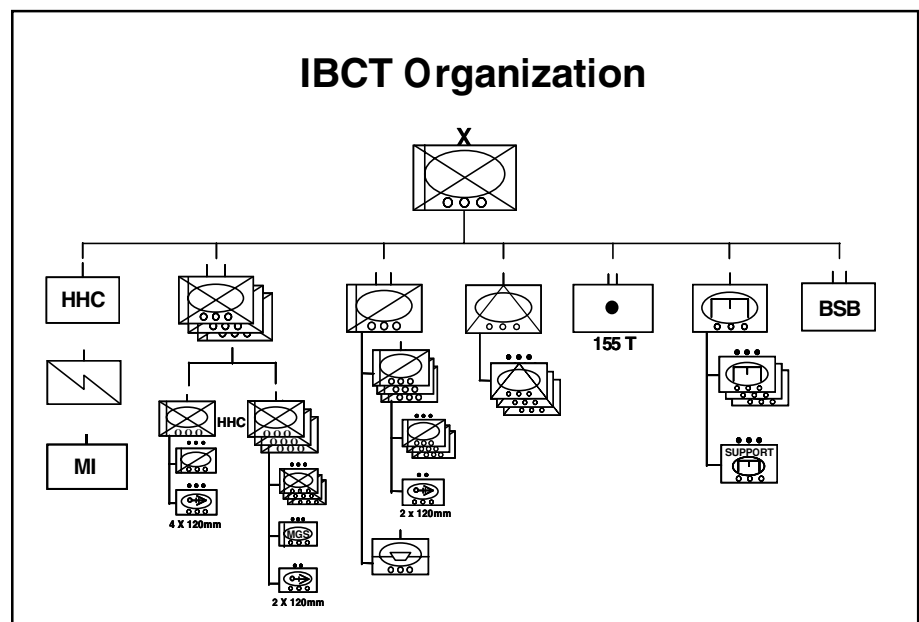 IBCT Organization
X
HHC
155 T
BSB
MI
HHC
4 X 120mm
MGS
2 X 120mm
2 x 120mm
SUPPORT